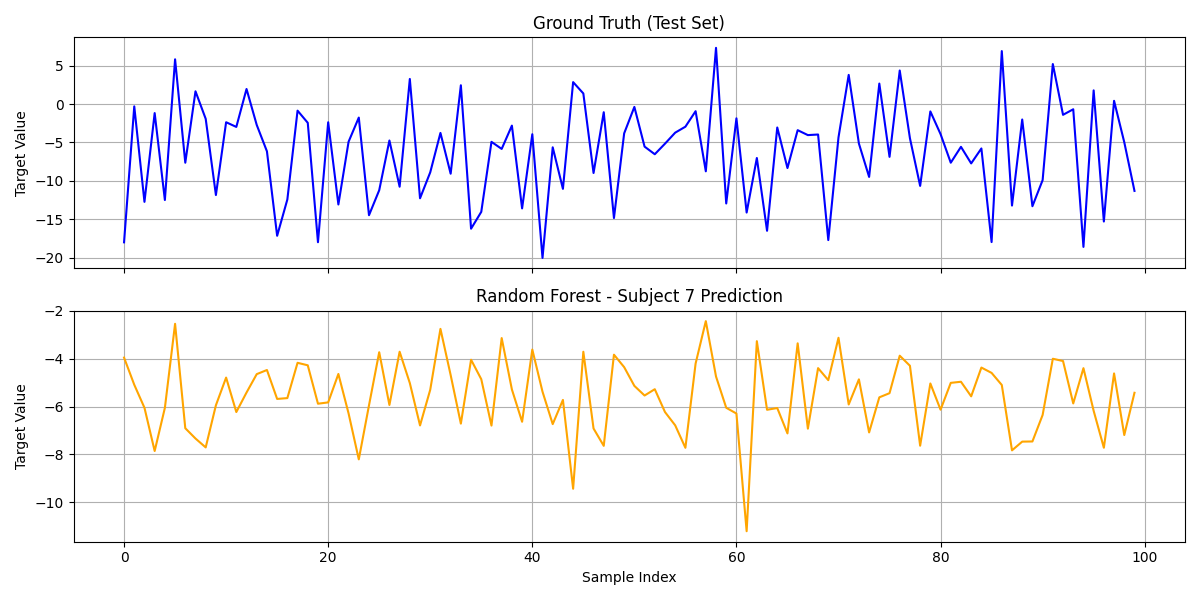 Ground Truth (Test Set)
Target Value
5
0
−5
−10
−15
−20
Random Forest - Subject 7 Prediction
Target Value
−2
−4
−6
−8
−10
0 20 40 60 80 100
Sample Index